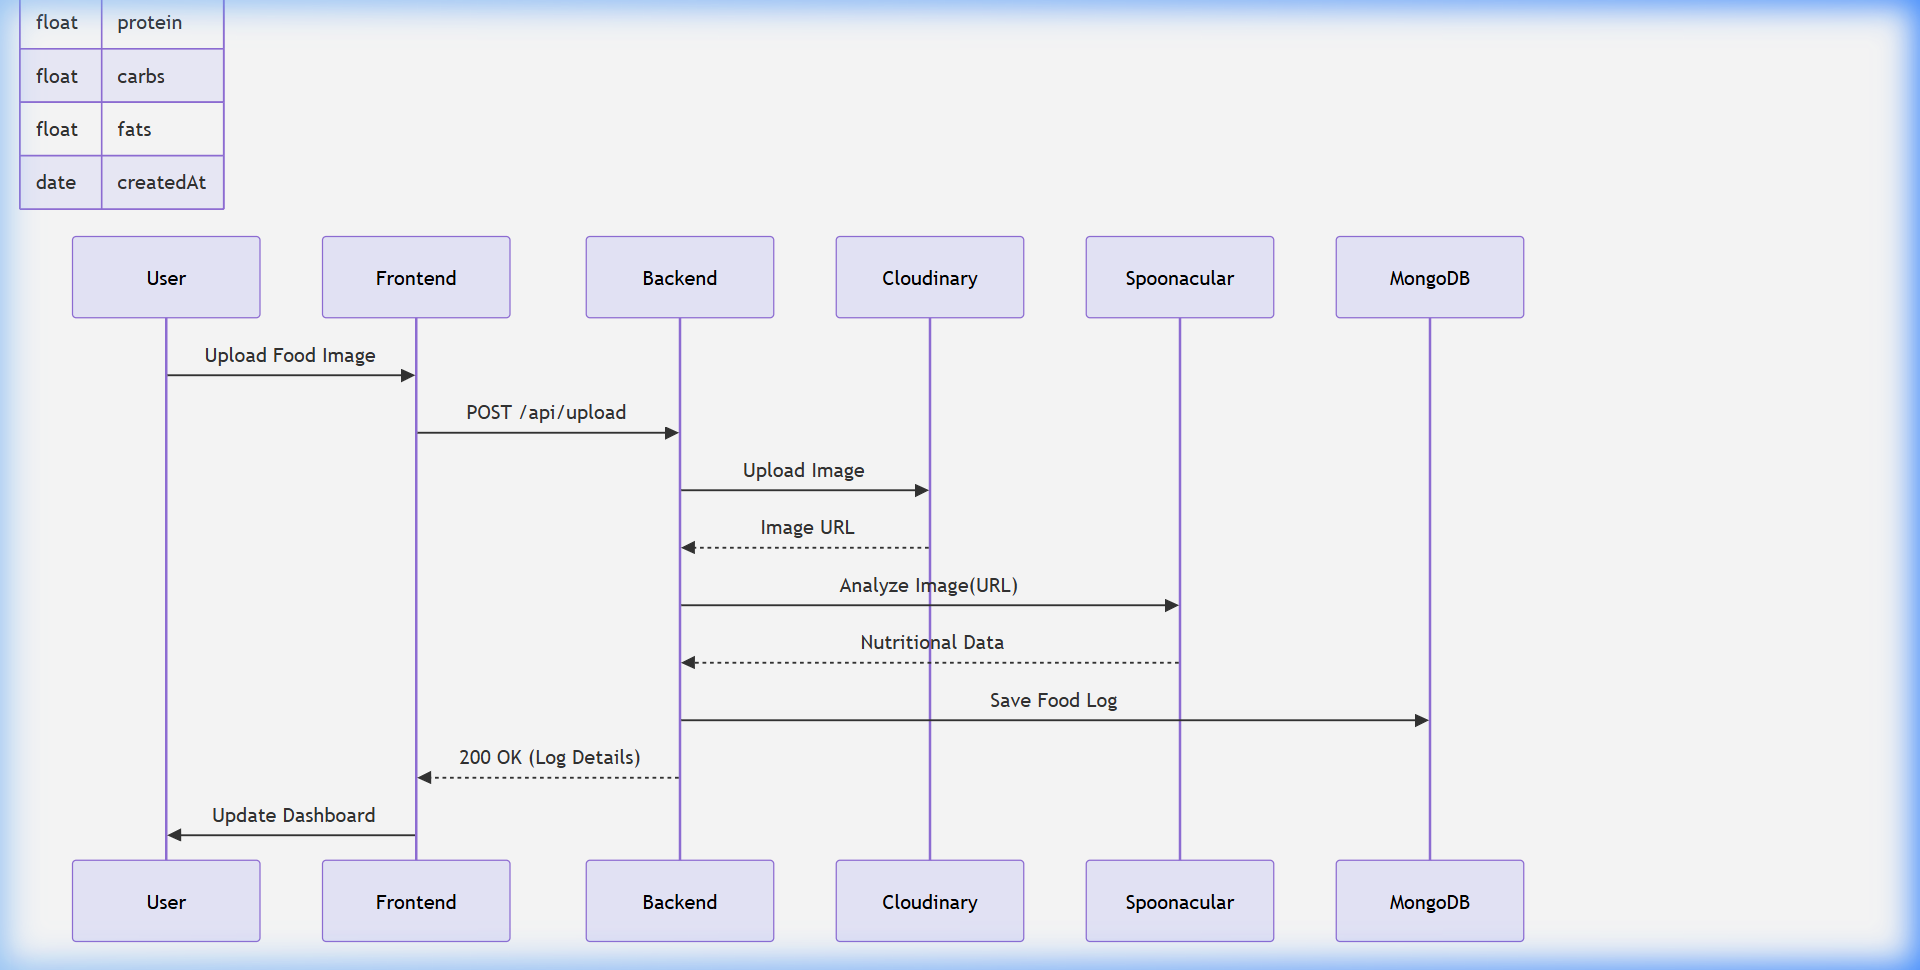 float protein
float carbs
float fats
date createdAt
User Frontend Backend Cloudinary Spoonacular MongoDB
Upload Food Image
POST /api/upload
Upload Image
Image URL
Analyze Image(URL)
Nutritional Data
Save Food Log
200 OK (Log Details)
Update Dashboard
User Frontend Backend Cloudinary Spoonacular MongoDB